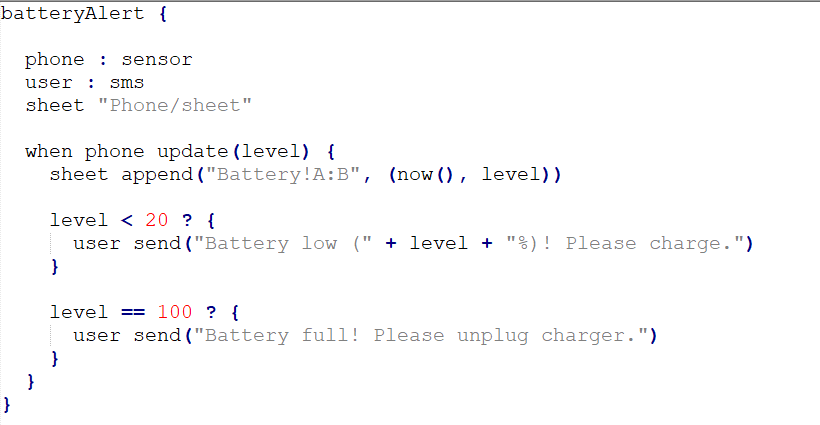 batteryAlert {
phone : sensor
user : sms
sheet "Phone/sheet"
when phone update(level) {
sheet append("Battery!A:B", (now(), level))
level < 20 ? {
user send("Battery low (" + level + "%)! Please charge.")
}
level == 100 ? {
user send("Battery full! Please unplug charger.")
}
}
}